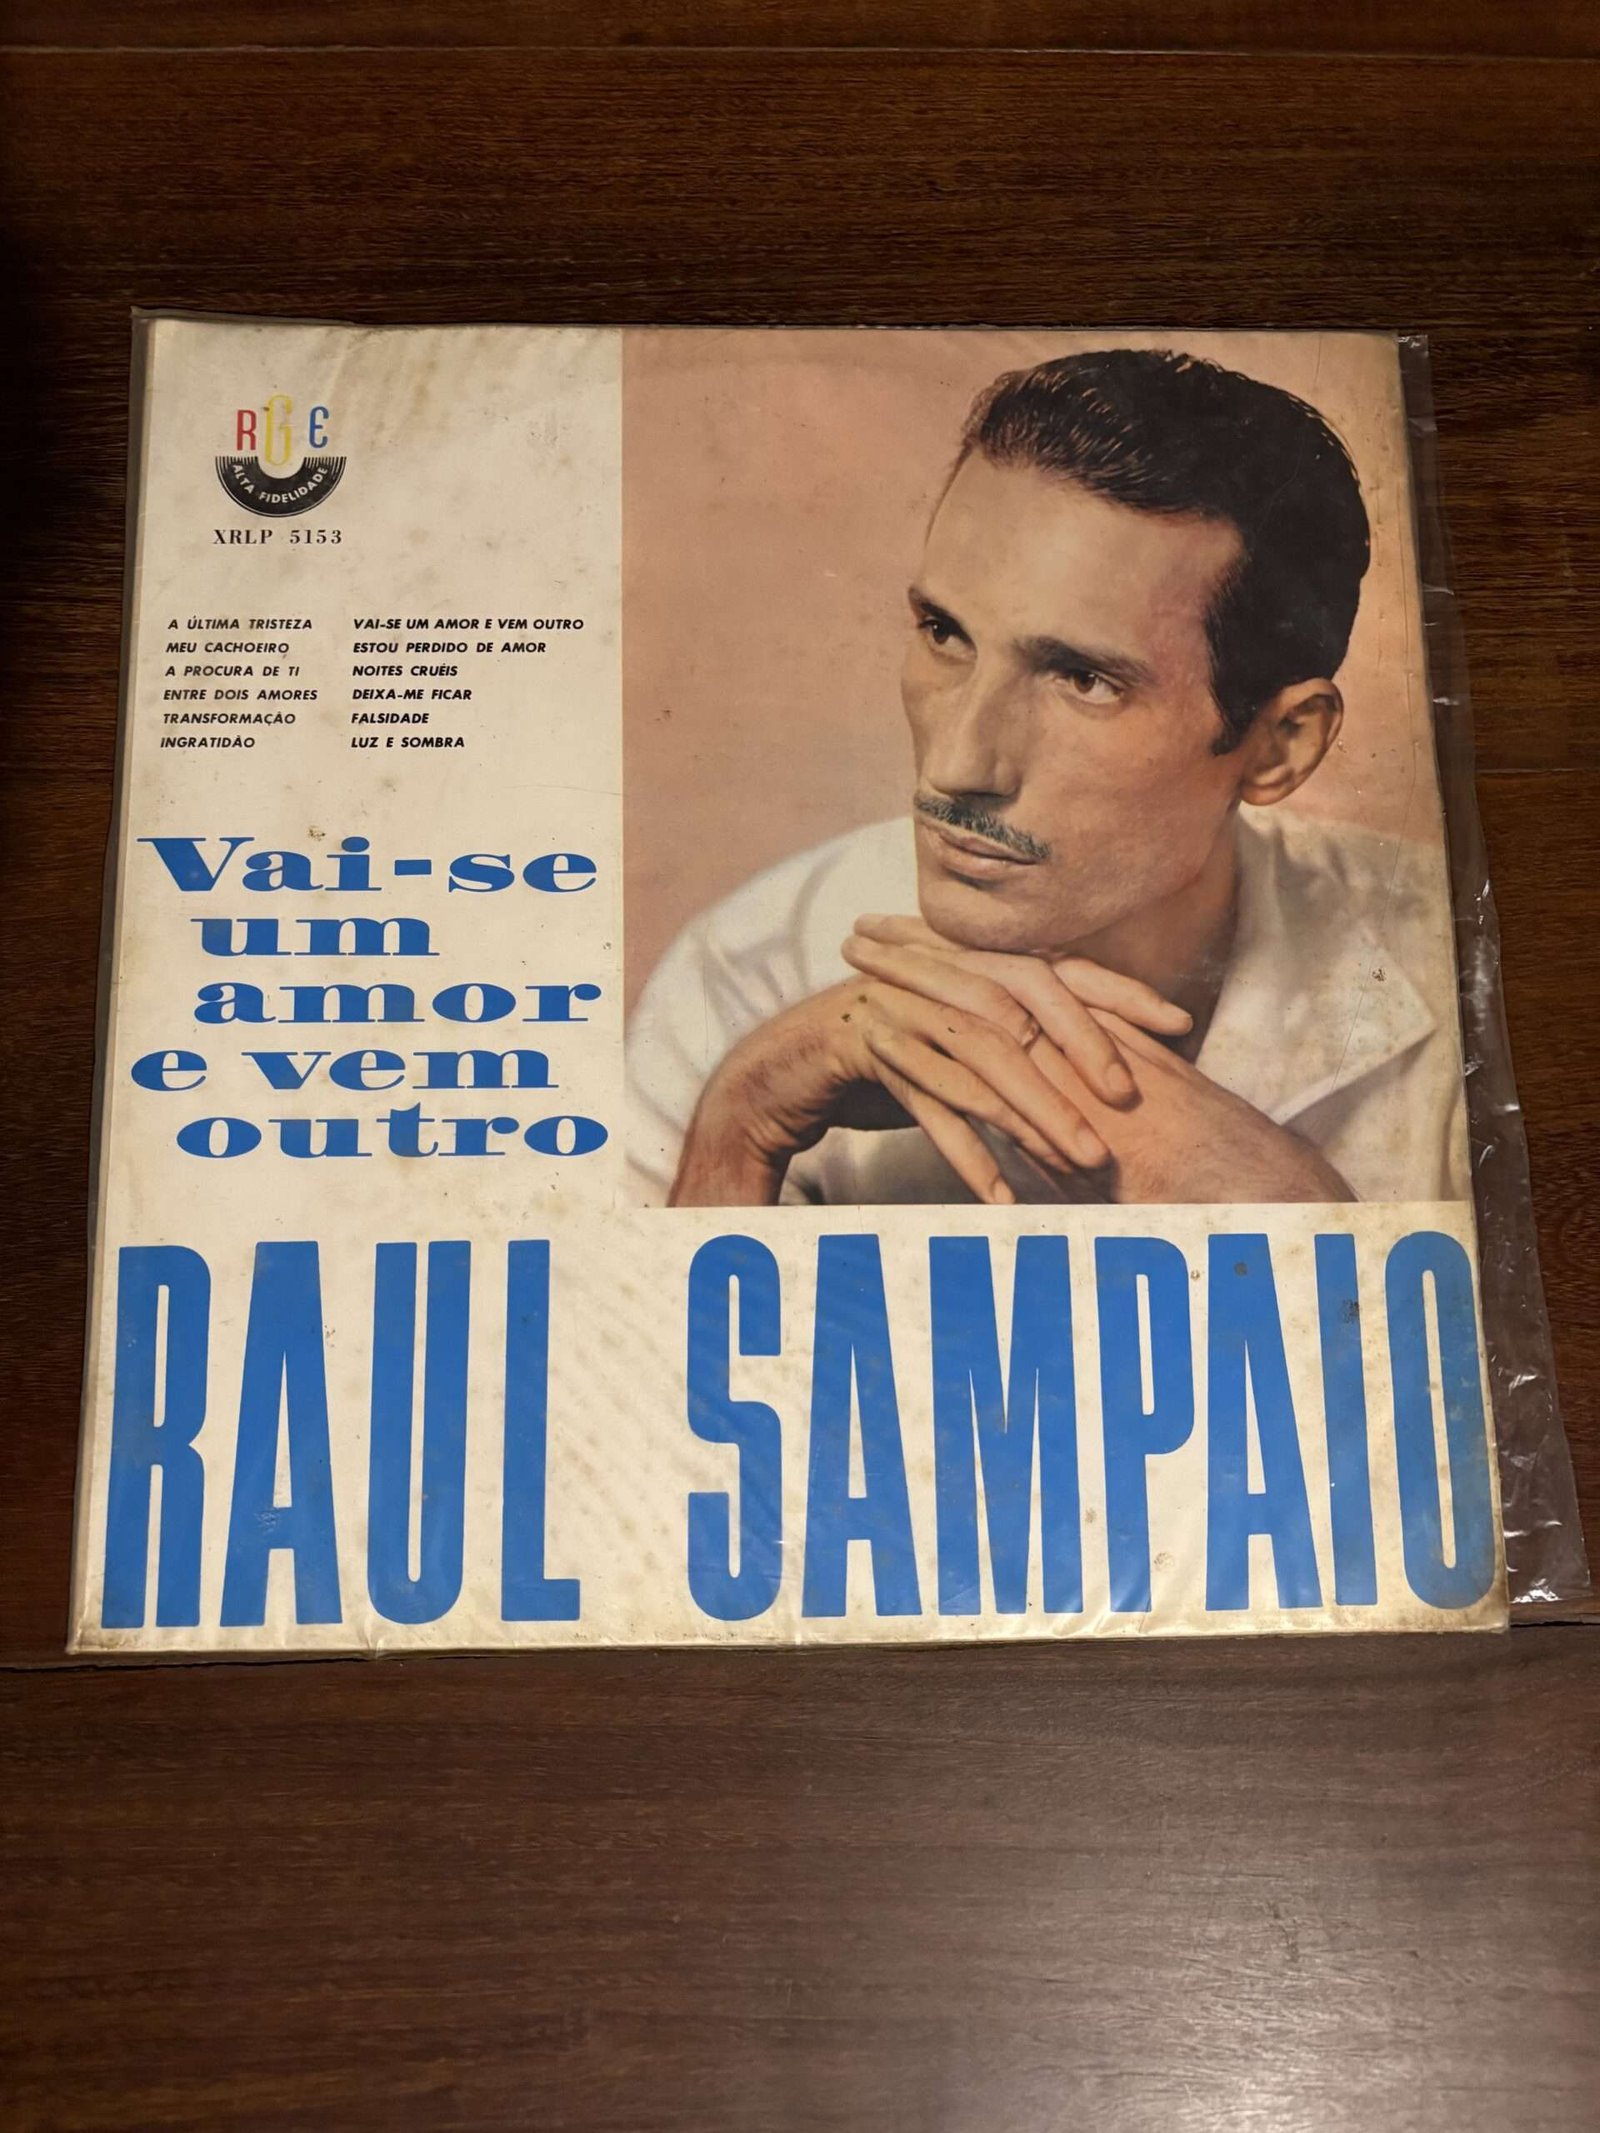 RGE
ALTA FIDELIDADE
XRLP 5153
A ÚLTIMA TRISTEZA
MEU CACHOEIRO
A PROCURA DE TI
ENTRE DOIS AMORES
TRANSFORMAÇÃO
INGRATIDÃO
VAI-SE UM AMOR E VEM OUTRO
ESTOU PERDIDO DE AMOR
NOITES CRUÉIS
DEIXA-ME FICAR
FALSIDADE
LUZ E SOMBRA
Vai-se
um
amor
e vem
outro
RAUL SAMPAIO